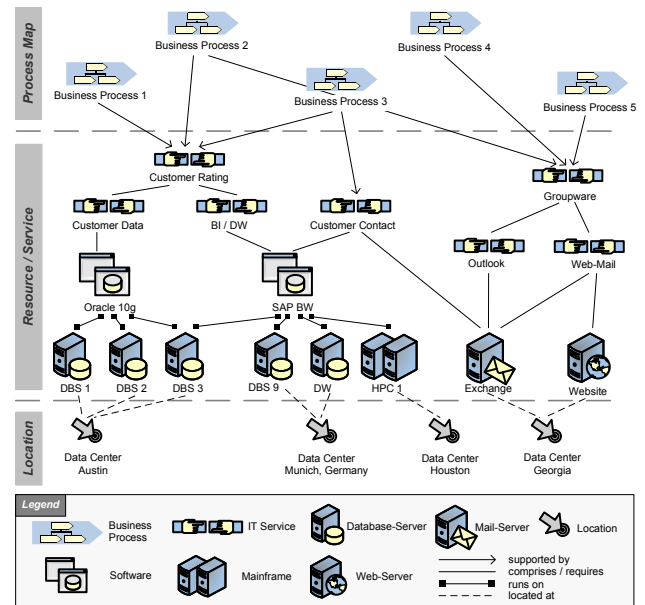 Process Map
Business Process 2
Business Process 4
Business Process 1
Business Process 3
Business Process 5
Resource / Service
Customer Rating
Groupware
Customer Data
BI / DW
Customer Contact
Outlook
Web-Mail
Oracle 10g
SAP BW
DBS 1
DBS 2
DBS 3
DBS 9
DW
HPC 1
Exchange
Website
Location
Data Center
Austin
Data Center
Munich, Germany
Data Center
Houston
Data Center
Georgia
Legend
Business
Process
IT Service
Database-Server
Mail-Server
Location
Software
Mainframe
Web-Server
supported by
comprises / requires
runs on
located at